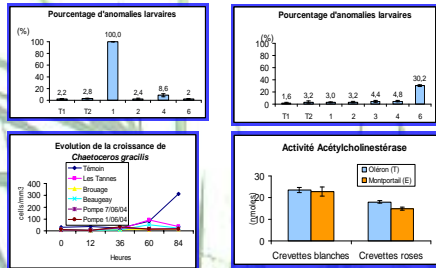 Pourcentage d'anomalies larvaires
(%)
100
80
60
40
20
0
2,2 2,8 100,0 2,4 8,6 2
T1 T2 1 2 4 6
Pourcentage d'anomalies larvaires
(%)
100
80
60
40
20
0
1,6 3,2 3,0 3,2 4,4 4,8 30,2
T1 T2 1 2 3 4 6
Evolution de la croissance de
Chaetoceros gracilis
Témoin
Les Tannes
Brouage
Beaugeay
Pompe 7/06/04
Pompe 1/06/04
cells/mm3
400
300
200
100
0
0 12 36 60 84
Heures
Activité Acétylcholinestérase
Oléron (T)
Montportail (E)
30
20
10
0
Crevettes blanches Crevettes roses